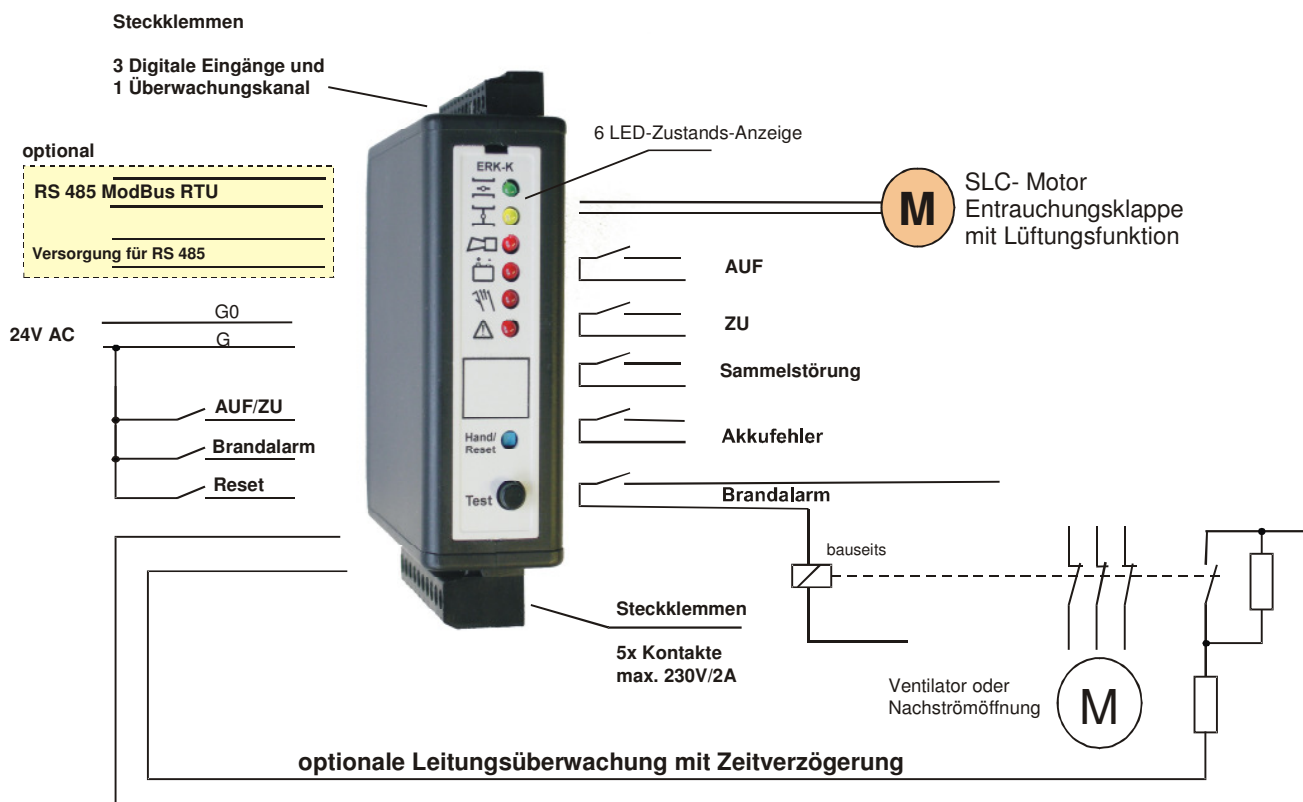 Steckklemmen
3 Digitale Eingänge und
1 Überwachungskanal
optional
RS 485 ModBus RTU
Versorgung für RS 485
24V AC
G0
G
AUF/ZU
Brandalarm
Reset
6 LED-Zustands-Anzeige
ERK-K
Hand/
Reset
Test
M
SLC- Motor
Entrauchungsklappe
mit Lüftungsfunktion
AUF
ZU
Sammelstörung
Akkufehler
Brandalarm
bauseits
Steckklemmen
5x Kontakte
max. 230V/2A
Ventilator oder
Nachströmöffnung
M
optionale Leitungsüberwachung mit Zeitverzögerung